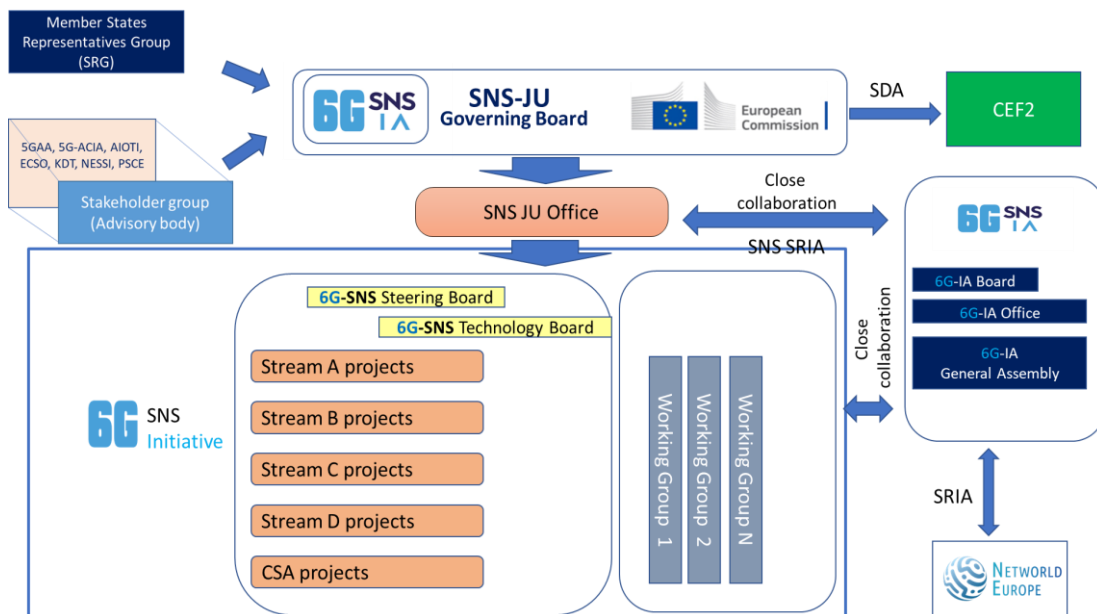 Member States
Representatives Group
(SRG)
5GAA, 5G-ACIA, AIOTI,
ECSO, KDT, NESSI, PSCE
Stakeholder group
(Advisory body)
6G SNS
IA
SNS-JU
Governing Board
European
Commission
SDA
CEF2
SNS JU Office
Close
collaboration
SNS SRIA
6G SNS
IA
6G-IA Board
6G-IA Office
6G-IA
General Assembly
Close
collaboration
SRIA
NETWORLD
EUROPE
6G SNS
Initiative
6G-SNS Steering Board
6G-SNS Technology Board
Stream A projects
Stream B projects
Stream C projects
Stream D projects
CSA projects
Working Group 1
Working Group 2
Working Group N